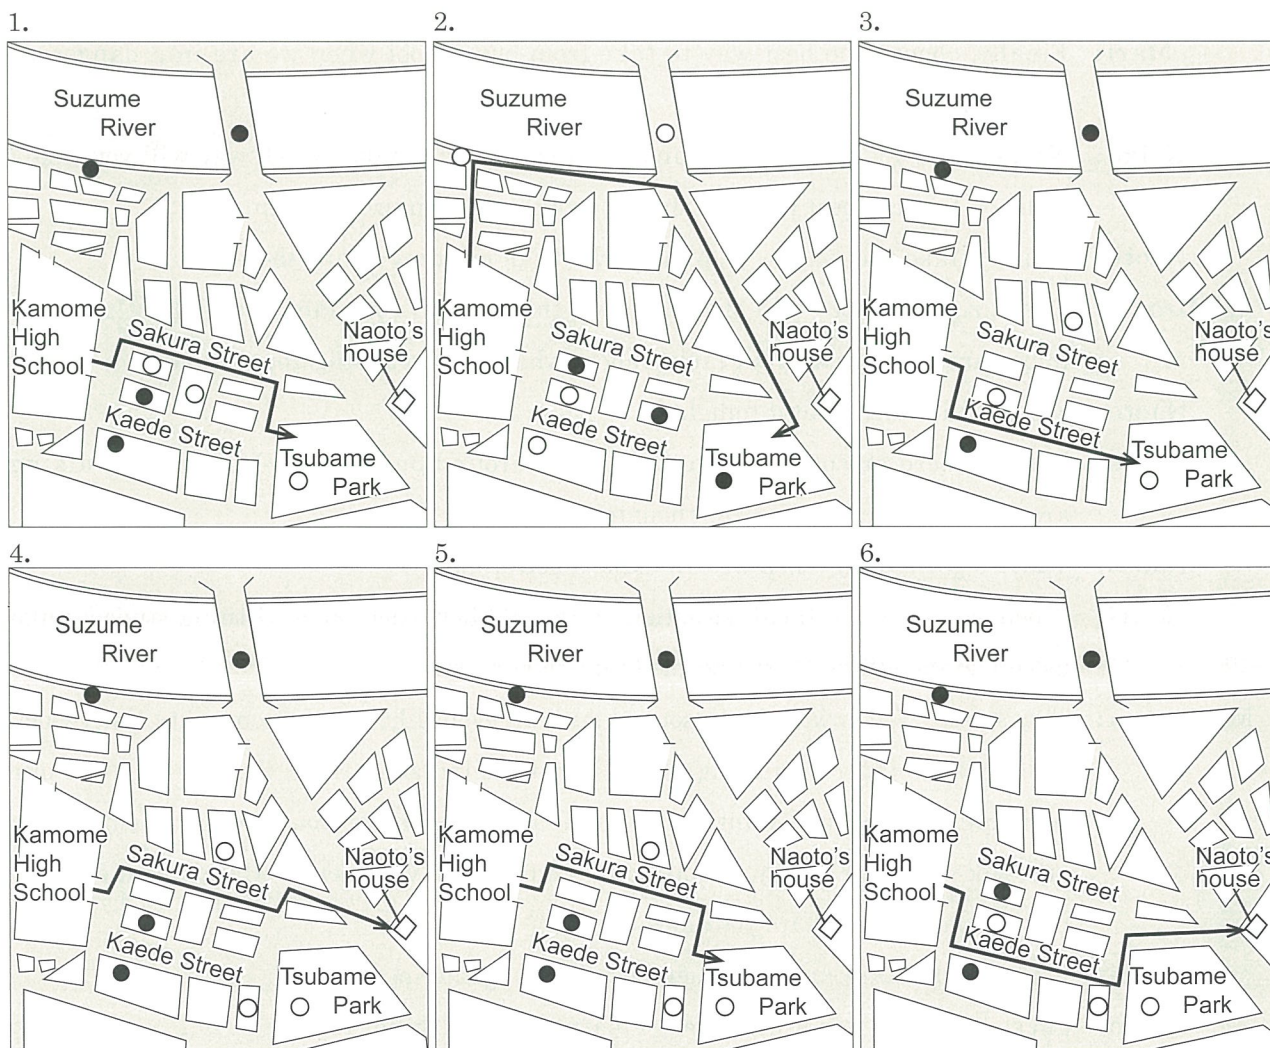 1.
Suzume
River
Kamome
High
School
Sakura Street
Naoto's
house
Kaede Street
Tsubame
Park
2.
Suzume
River
Kamome
High
School
Sakura Street
Naoto's
house
Kaede Street
Tsubame
Park
3.
Suzume
River
Kamome
High
School
Sakura Street
Naoto's
house
Kaede Street
Tsubame
Park
4.
Suzume
River
Kamome
High
School
Sakura Street
Naoto's
house
Kaede Street
Tsubame
Park
5.
Suzume
River
Kamome
High
School
Sakura Street
Naoto's
house
Kaede Street
Tsubame
Park
6.
Suzume
River
Kamome
High
School
Sakura Street
Naoto's
house
Kaede Street
Tsubame
Park